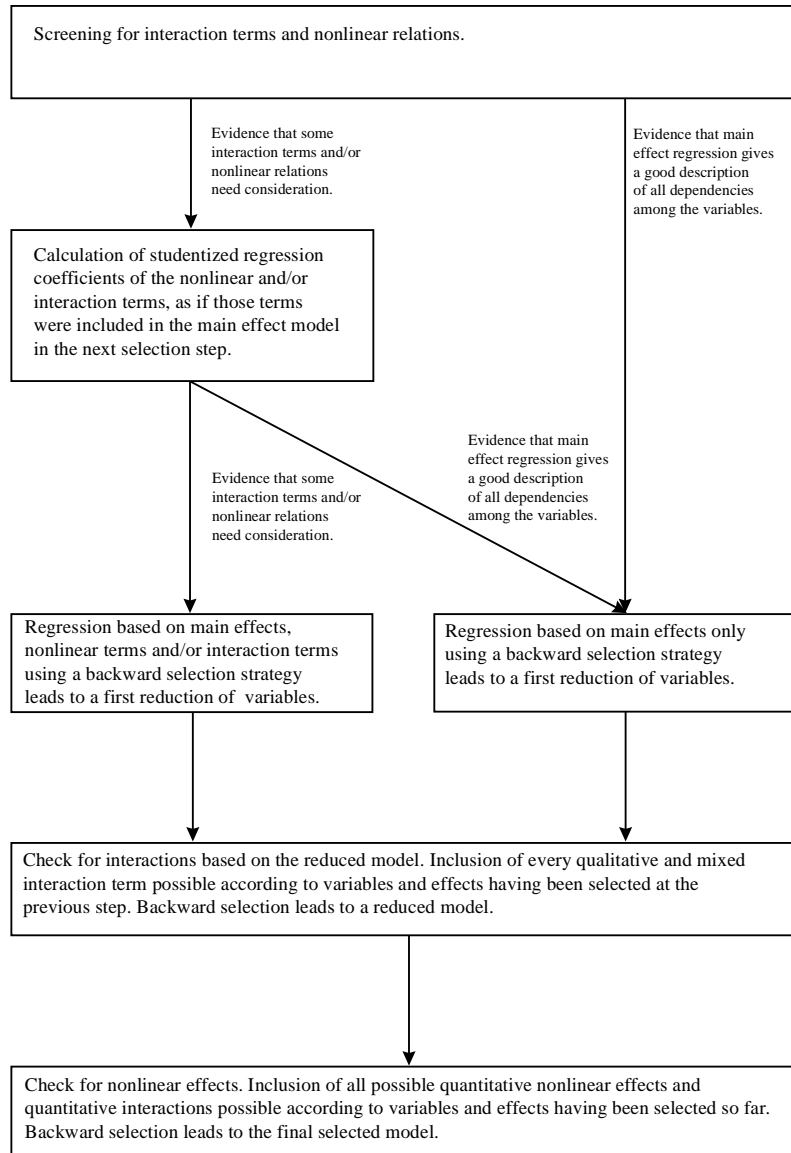 Screening for interaction terms and nonlinear relations.
Evidence that some
interaction terms and/or
nonlinear relations
need consideration.
Evidence that main
effect regression gives
a good description
of all dependencies
among the variables.
Calculation of studentized regression
coefficients of the nonlinear and/or
interaction terms, as if those terms
were included in the main effect model
in the next selection step.
Evidence that some
interaction terms and/or
nonlinear relations
need consideration.
Evidence that main
effect regression gives
a good description
of all dependencies
among the variables.
Regression based on main effects,
nonlinear terms and/or interaction terms
using a backward selection strategy
leads to a first reduction of variables.
Regression based on main effects only
using a backward selection strategy
leads to a first reduction of variables.
Check for interactions based on the reduced model. Inclusion of every qualitative and mixed
interaction term possible according to variables and effects having been selected at the
previous step. Backward selection leads to a reduced model.
Check for nonlinear effects. Inclusion of all possible quantitative nonlinear effects and
quantitative interactions possible according to variables and effects having been selected so far.
Backward selection leads to the final selected model.